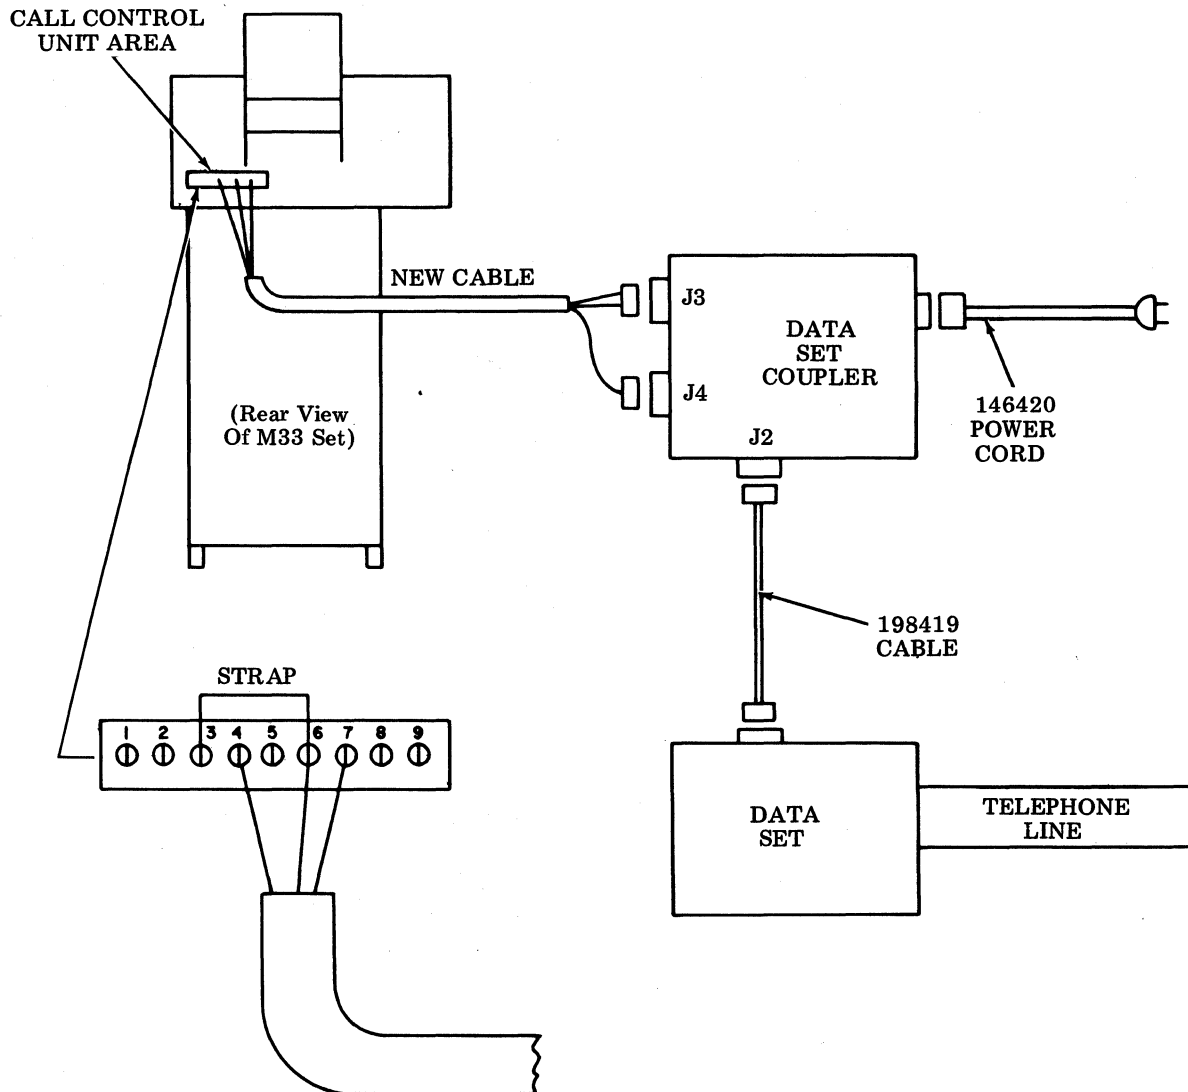 CALL CONTROL
UNIT AREA
NEW CABLE
J3
DATA
SET
COUPLER
J4
J2
(Rear View
Of M33 Set)
146420
POWER
CORD
198419
CABLE
STRAP
1 2 3 4 5 6 7 8 9
DATA
SET
TELEPHONE
LINE